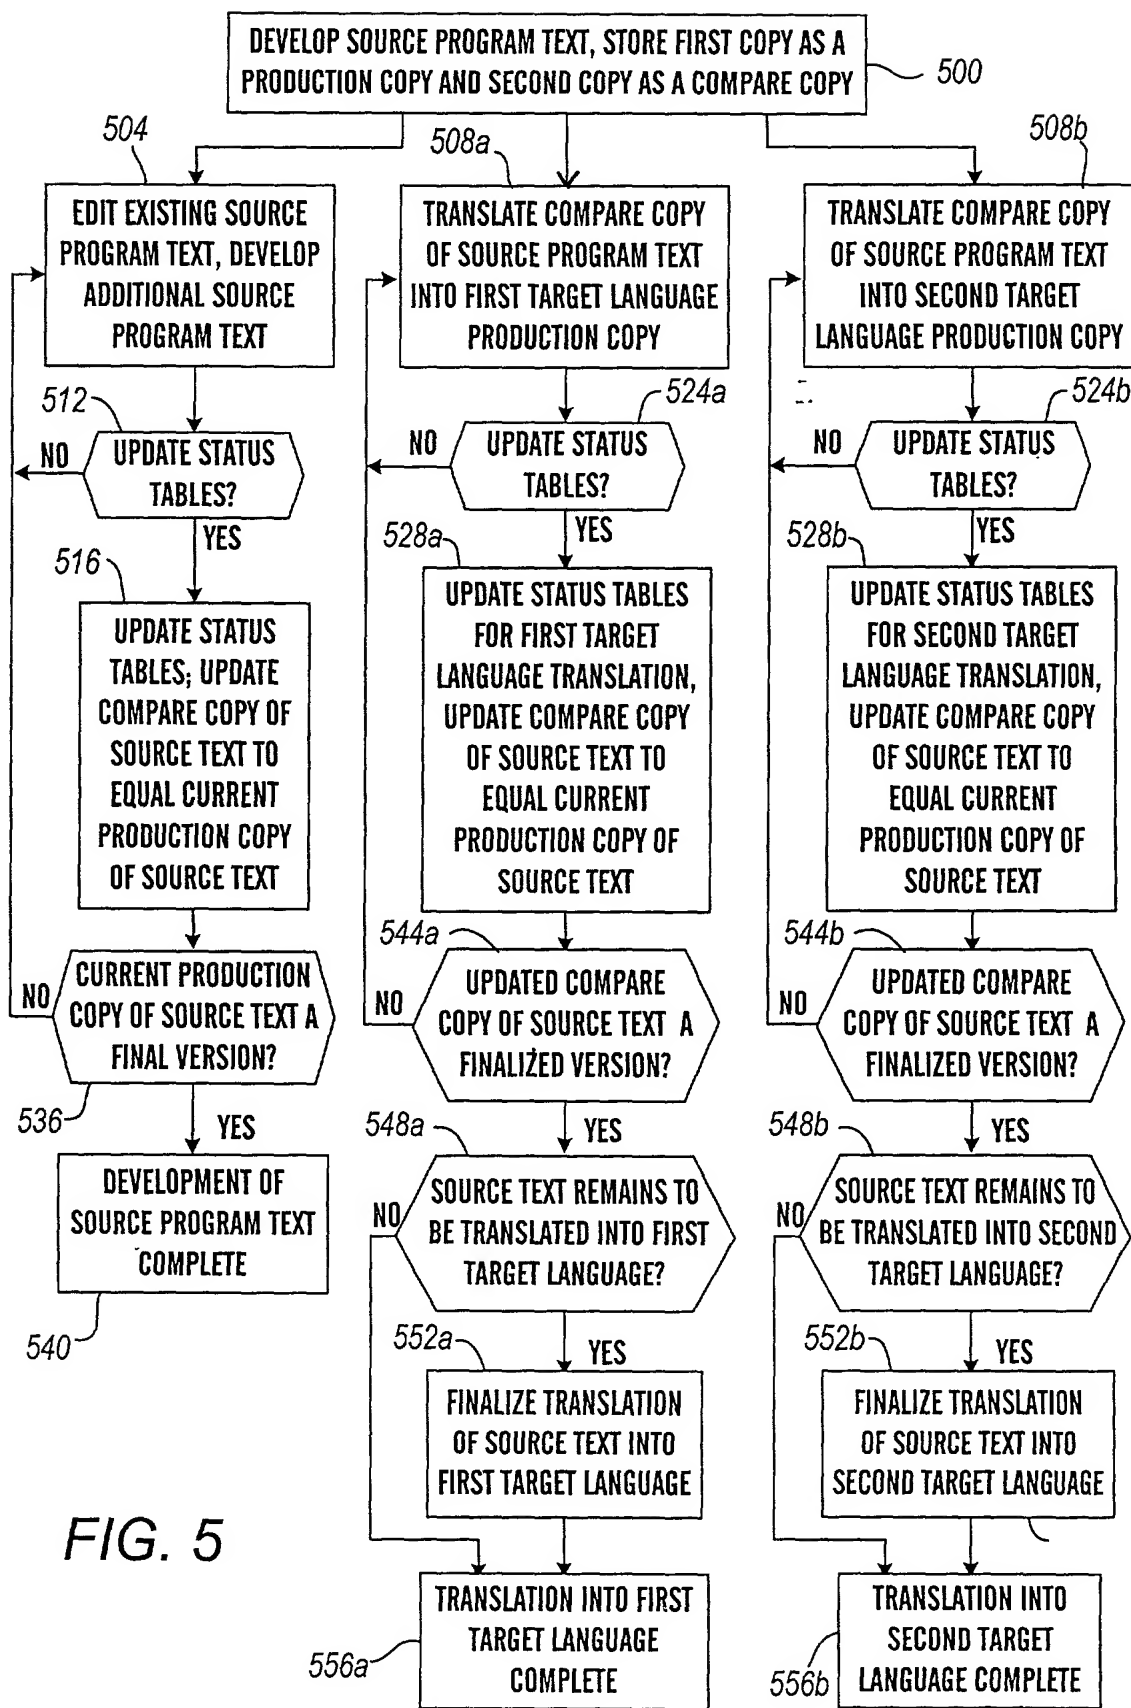 DEVELOP SOURCE PROGRAM TEXT, STORE FIRST COPY AS A
PRODUCTION COPY AND SECOND COPY AS A COMPARE COPY
500
504
EDIT EXISTING SOURCE
PROGRAM TEXT, DEVELOP
ADDITIONAL SOURCE
PROGRAM TEXT
512
UPDATE STATUS
TABLES?
NO
YES
516
UPDATE STATUS
TABLES; UPDATE
COMPARE COPY OF
SOURCE TEXT TO
EQUAL CURRENT
PRODUCTION COPY
OF SOURCE TEXT
CURRENT PRODUCTION
COPY OF SOURCE TEXT A
FINAL VERSION?
NO
536
YES
DEVELOPMENT OF
SOURCE PROGRAM TEXT
COMPLETE
540
508a
TRANSLATE COMPARE COPY
OF SOURCE PROGRAM TEXT
INTO FIRST TARGET LANGUAGE
PRODUCTION COPY
524a
NO
UPDATE STATUS
TABLES?
YES
528a
UPDATE STATUS TABLES
FOR FIRST TARGET
LANGUAGE TRANSLATION,
UPDATE COMPARE COPY
OF SOURCE TEXT TO
EQUAL CURRENT
PRODUCTION COPY OF
SOURCE TEXT
544a
UPDATED COMPARE
COPY OF SOURCE TEXT A
FINALIZED VERSION?
NO
YES
548a
SOURCE TEXT REMAINS TO
BE TRANSLATED INTO FIRST
TARGET LANGUAGE?
NO
YES
552a
FINALIZE TRANSLATION
OF SOURCE TEXT INTO
FIRST TARGET LANGUAGE
TRANSLATION INTO FIRST
TARGET LANGUAGE
COMPLETE
556a
508b
TRANSLATE COMPARE COPY
OF SOURCE PROGRAM TEXT
INTO SECOND TARGET
LANGUAGE PRODUCTION COPY
524b
NO
UPDATE STATUS
TABLES?
YES
528b
UPDATE STATUS TABLES
FOR SECOND TARGET
LANGUAGE TRANSLATION,
UPDATE COMPARE COPY
OF SOURCE TEXT TO
EQUAL CURRENT
PRODUCTION COPY OF
SOURCE TEXT
544b
UPDATED COMPARE
COPY OF SOURCE TEXT A
FINALIZED VERSION?
NO
YES
548b
SOURCE TEXT REMAINS TO
BE TRANSLATED INTO SECOND
TARGET LANGUAGE?
NO
YES
552b
FINALIZE TRANSLATION
OF SOURCE TEXT INTO
SECOND TARGET LANGUAGE
TRANSLATION INTO
SECOND TARGET
LANGUAGE COMPLETE
556b
FIG. 5